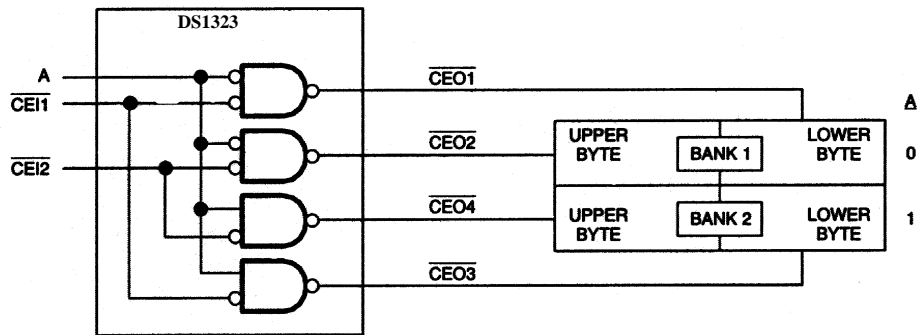 DS1323
A
CEI1
CEI2
CEO1
CEO2
CEO4
CEO3
A
UPPER
BYTE
BANK 1
LOWER
BYTE
0
UPPER
BYTE
BANK 2
LOWER
BYTE
1